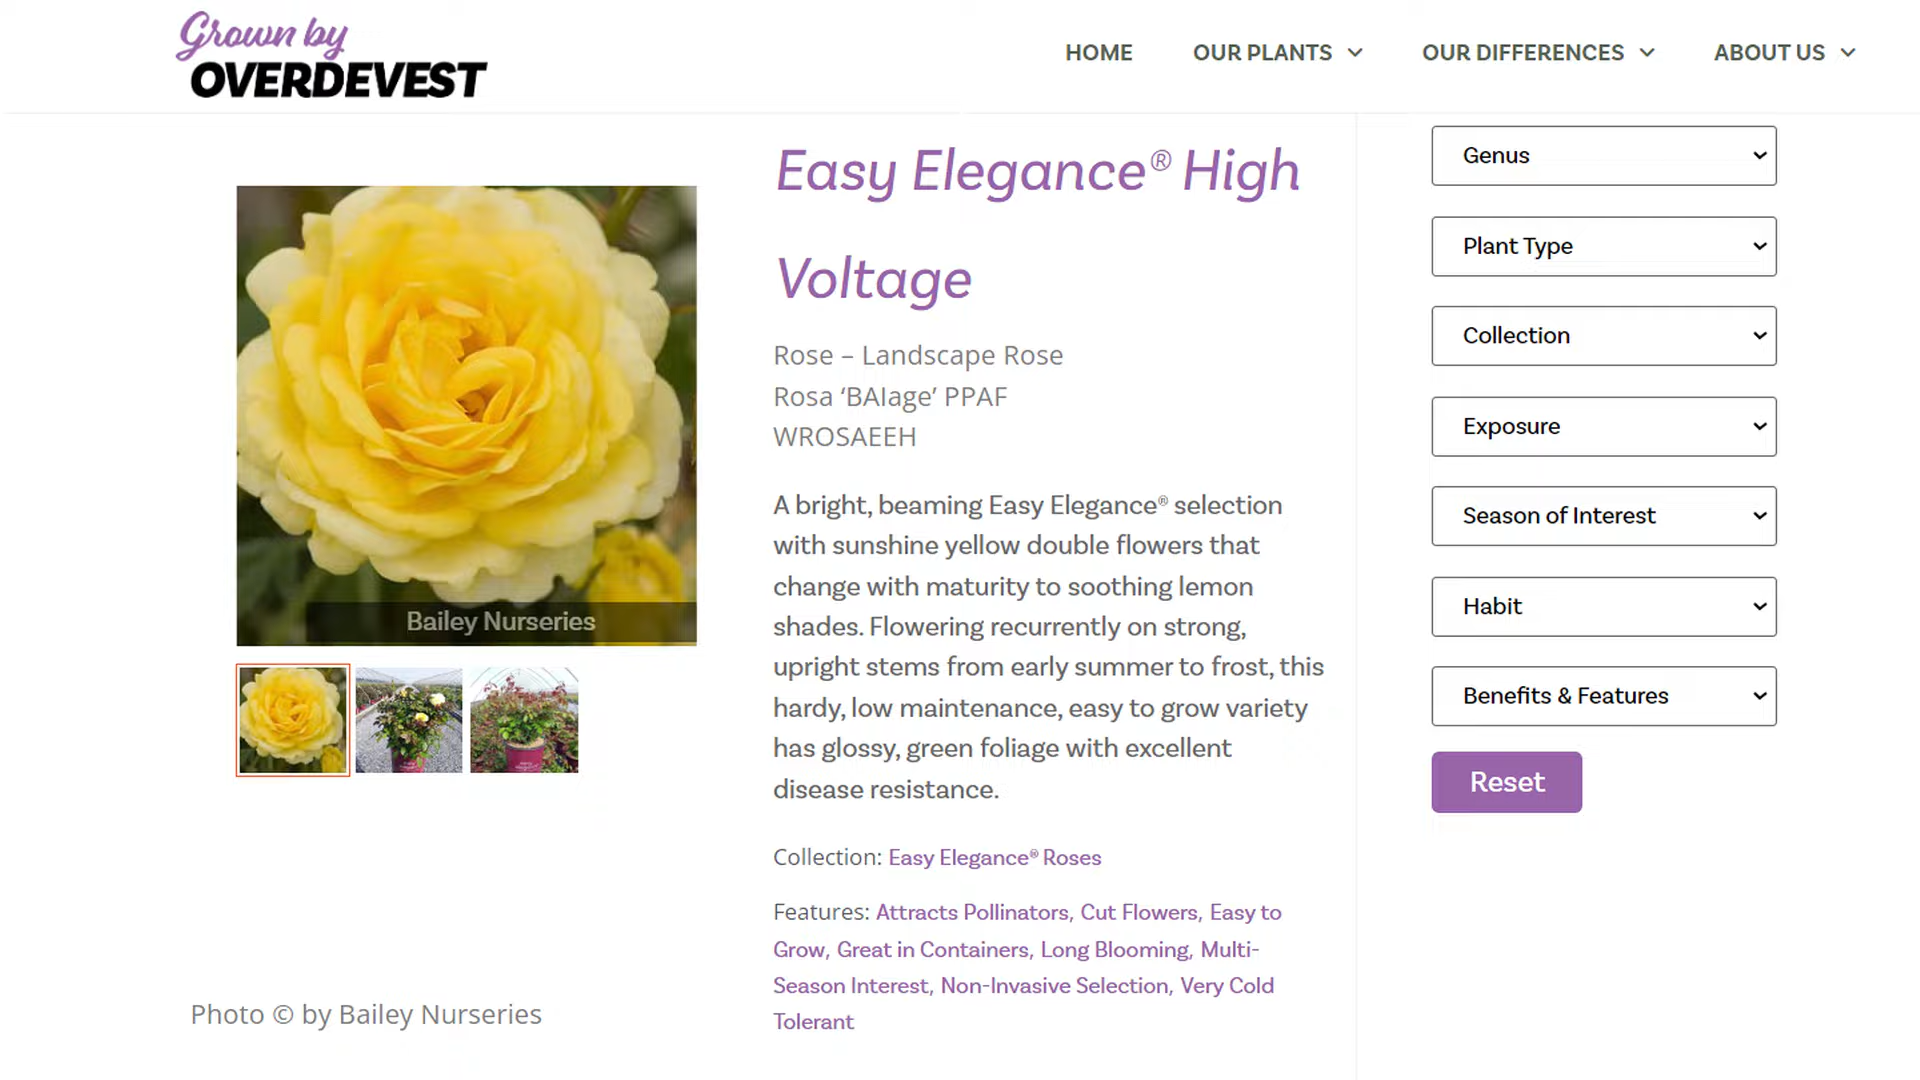 Grown by
OVERDEVEST
HOME
OUR PLANTS
OUR DIFFERENCES
ABOUT US
Easy Elegance® High
Voltage
Rose – Landscape Rose
Rosa ‘BAIage’ PPAF
WROSAEEH
A bright, beaming Easy Elegance® selection
with sunshine yellow double flowers that
change with maturity to soothing lemon
shades. Flowering recurrently on strong,
upright stems from early summer to frost, this
hardy, low maintenance, easy to grow variety
has glossy, green foliage with excellent
disease resistance.
Collection: Easy Elegance® Roses
Features: Attracts Pollinators, Cut Flowers, Easy to
Grow, Great in Containers, Long Blooming, Multi-
Season Interest, Non-Invasive Selection, Very Cold
Tolerant
Bailey Nurseries
Photo © by Bailey Nurseries
Genus
Plant Type
Collection
Exposure
Season of Interest
Habit
Benefits & Features
Reset